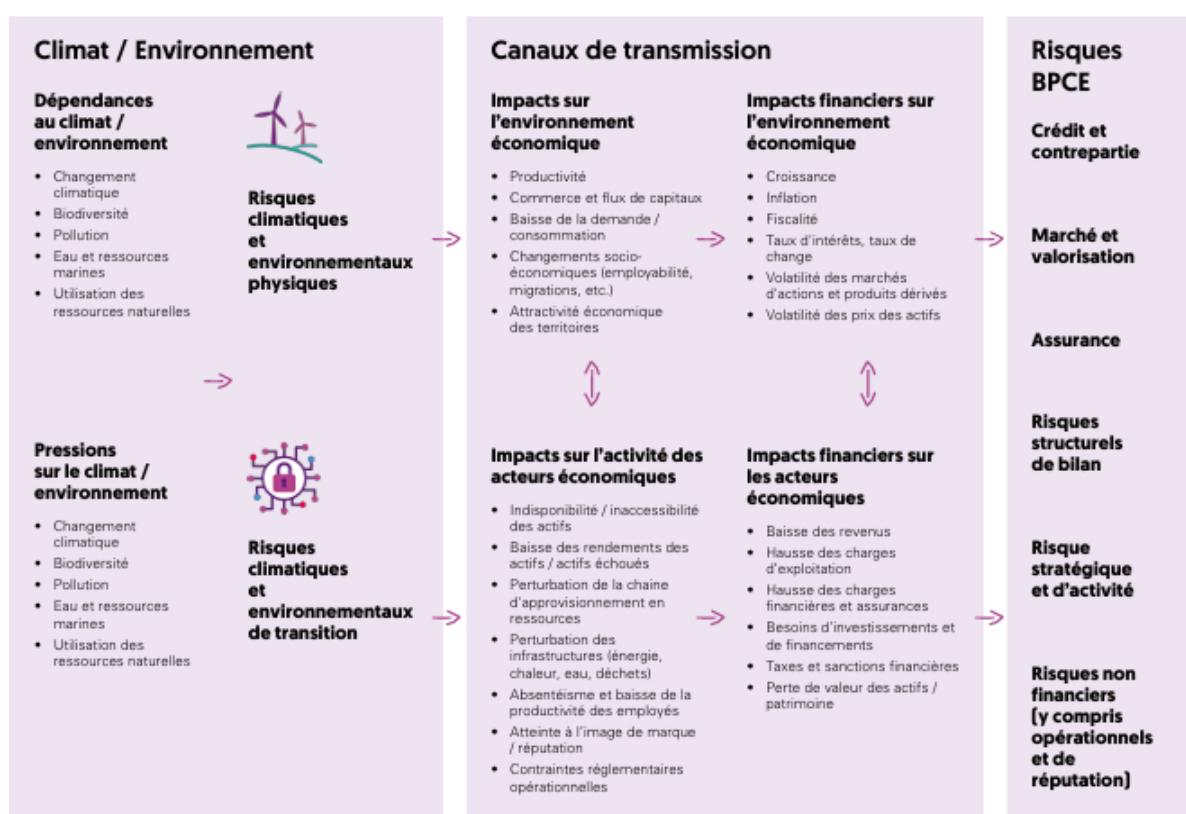 Climat / Environnement
Dépendances
au climat /
environnement
• Changement
climatique
• Biodiversité
• Pollution
• Eau et ressources
marines
• Utilisation des
ressources naturelles
Risques
climatiques
et
environnementaux
physiques
Pressions
sur le climat /
environnement
• Changement
climatique
• Biodiversité
• Pollution
• Eau et ressources
marines
• Utilisation des
ressources naturelles
Risques
climatiques
et
environnementaux
de transition
Canaux de transmission
Impacts sur
l'environnement
économique
• Productivité
• Commerce et flux de capitaux
• Baisse de la demande /
consommation
• Changements socio-
économiques (employabilité,
migrations, etc.)
• Attractivité économique
des territoires
Impacts financiers sur
l'environnement
économique
• Croissance
• Inflation
• Fiscalité
• Taux d'intérêts, taux de
change
• Volatilité des marchés
d'actions et produits dérivés
• Volatilité des prix des actifs
Impacts sur l'activité des
acteurs économiques
• Indisponibilité / inaccessibilité
des actifs
• Baisse des rendements des
actifs / actifs échoués
• Perturbation de la chaine
d'approvisionnement en
ressources
• Perturbation des
infrastructures (énergie,
chaleur, eau, déchets)
• Absentéisme et baisse de la
productivité des employés
• Atteinte à l'image de marque
/ réputation
• Contraintes réglementaires
opérationnelles
Impacts financiers sur
les acteurs
économiques
• Baisse des revenus
• Hausse des charges
d'exploitation
• Hausse des charges
financières et assurances
• Besoins d'investissements et
de financements
• Taxes et sanctions financières
• Perte de valeur des actifs /
patrimoine
Risques
BPCE
Crédit et
contrepartie
Marché et
valorisation
Assurance
Risques
structurels
de bilan
Risque
stratégique
et d'activité
Risques non
financiers
(y compris
opérationnels
et de
réputation)